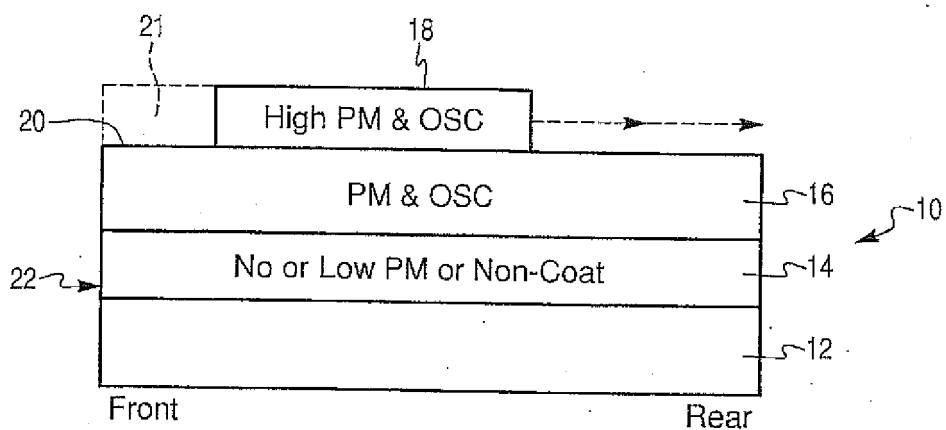 21
18
20
High PM & OSC
PM & OSC
16
10
No or Low PM or Non-Coat
14
22
12
Front
Rear